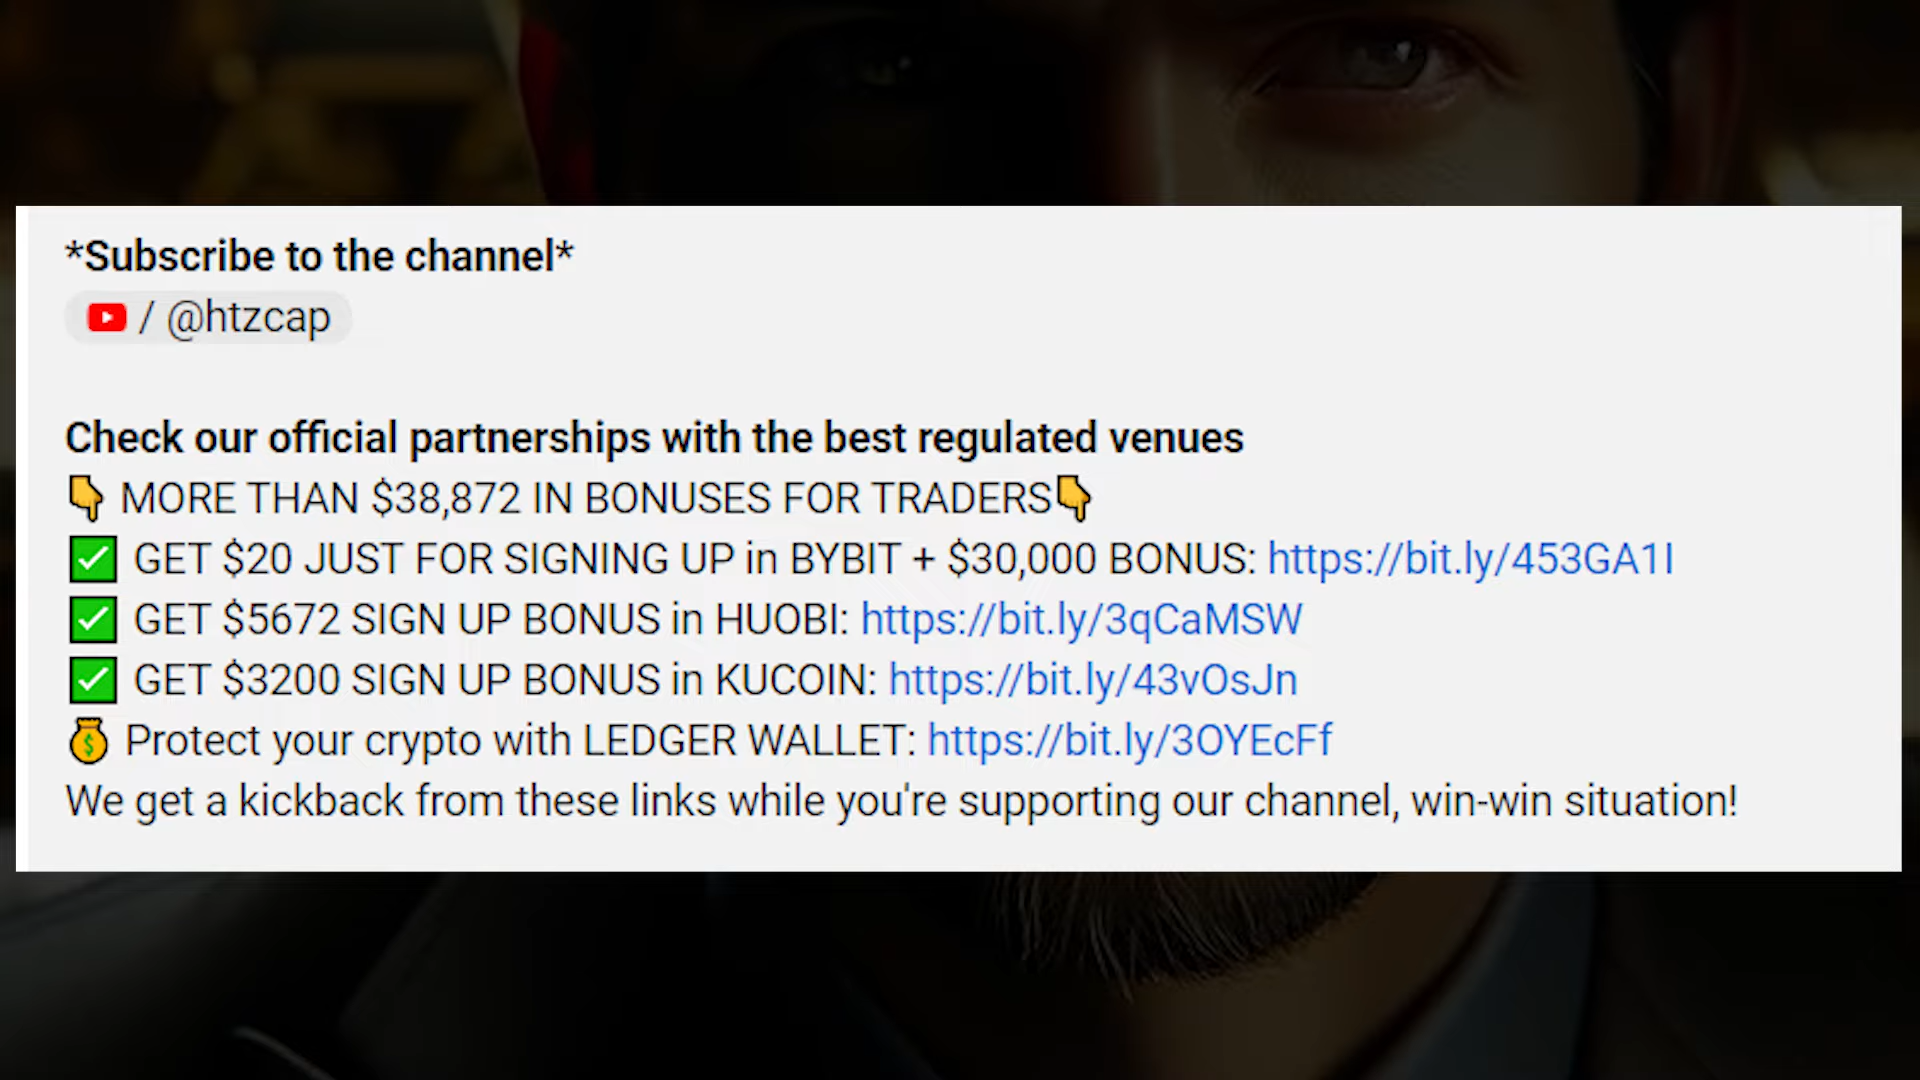 *Subscribe to the channel*
/ @htzcap
Check our official partnerships with the best regulated venues
👇 MORE THAN $38,872 IN BONUSES FOR TRADERS👇
✅ GET $20 JUST FOR SIGNING UP in BYBIT + $30,000 BONUS: https://bit.ly/453GA1I
✅ GET $5672 SIGN UP BONUS in HUOBI: https://bit.ly/3qCaMSW
✅ GET $3200 SIGN UP BONUS in KUCOIN: https://bit.ly/43vOsJn
💰 Protect your crypto with LEDGER WALLET: https://bit.ly/3OYEcFf
We get a kickback from these links while you're supporting our channel, win-win situation!